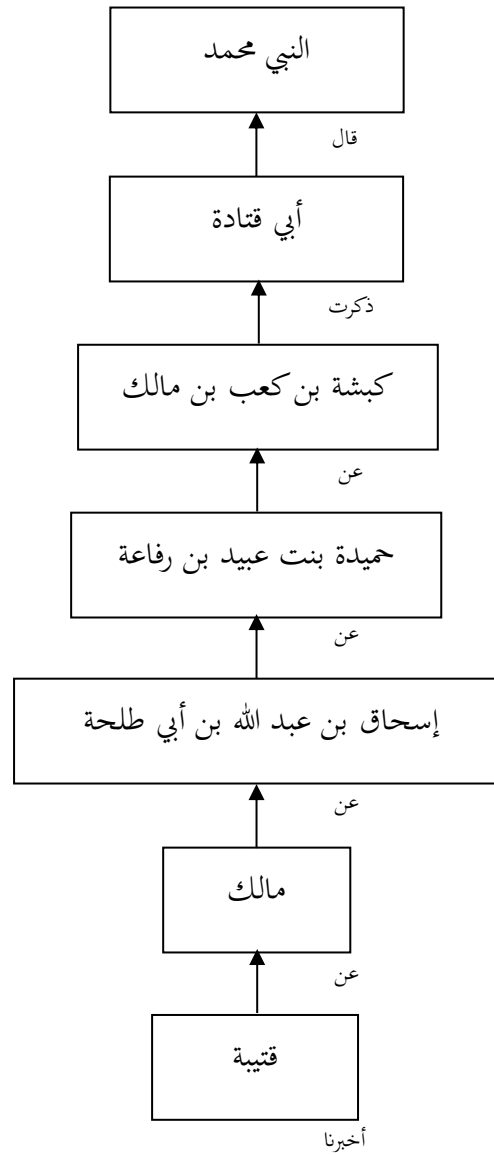 النبي محمد
قال
أبي قتادة
ذكرت
كبشة بن كعب بن مالك
عن
حميدة بنت عبيد بن رفاعة
عن
إسحاق بن عبد الله بن أبي طلحة
عن
مالك
عن
قتيبة
أخبرنا